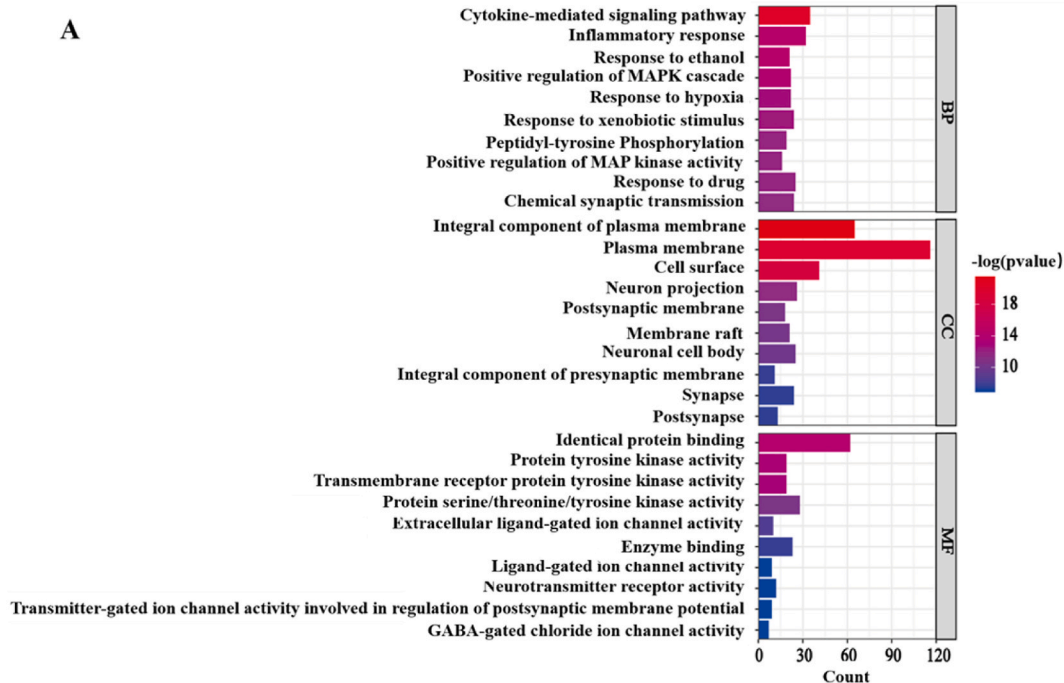 A
Cytokine-mediated signaling pathway
Inflammatory response
Response to ethanol
Positive regulation of MAPK cascade
Response to hypoxia
Response to xenobiotic stimulus
Peptidyl-tyrosine Phosphorylation
Positive regulation of MAP kinase activity
Response to drug
Chemical synaptic transmission
BP
Integral component of plasma membrane
Plasma membrane
Cell surface
Neuron projection
Postsynaptic membrane
Membrane raft
Neuronal cell body
Integral component of presynaptic membrane
Synapse
Postsynapse
CC
Identical protein binding
Protein tyrosine kinase activity
Transmembrane receptor protein tyrosine kinase activity
Protein serine/threonine/tyrosine kinase activity
Extracellular ligand-gated ion channel activity
Enzyme binding
Ligand-gated ion channel activity
Neurotransmitter receptor activity
Transmitter-gated ion channel activity involved in regulation of postsynaptic membrane potential
GABA-gated chloride ion channel activity
MF
0 30 60 90 120
Count
-log(pvalue)
18
14
10